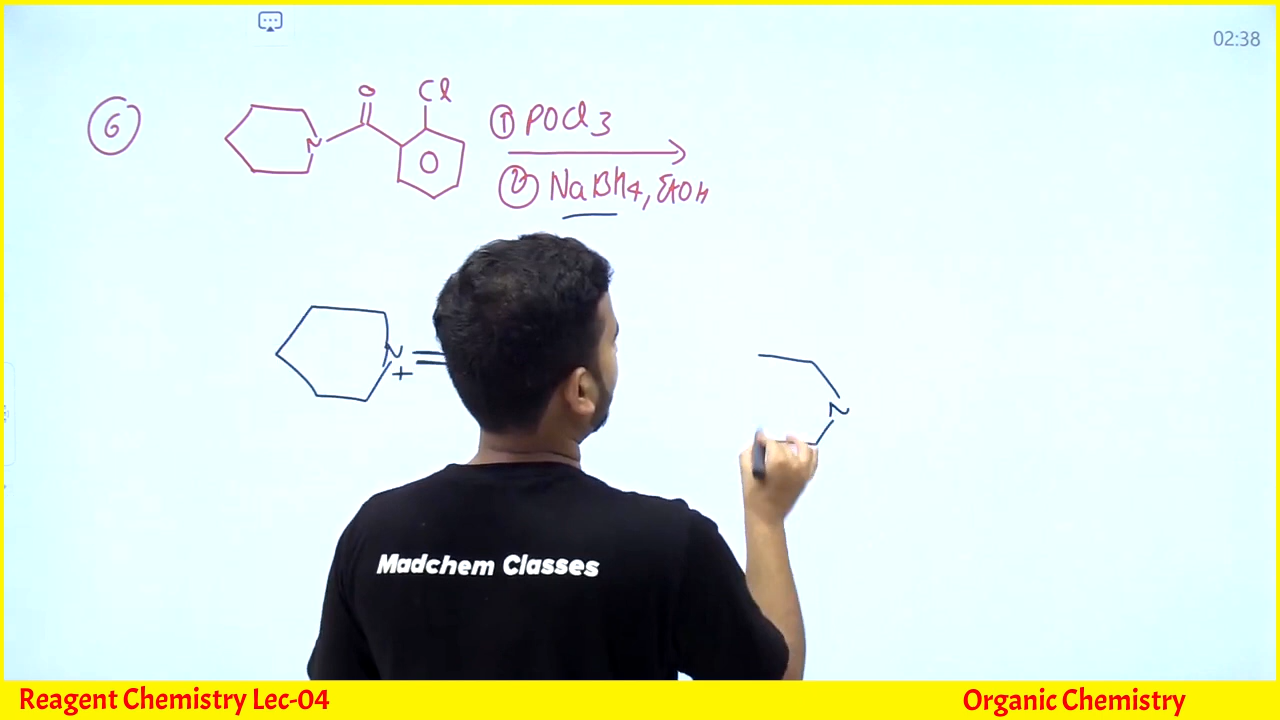 02:38
6
O
Cl
N
① POCl3
② NaBH4, EtOH
N
+
N
Madchem Classes
Reagent Chemistry Lec-04
Organic Chemistry